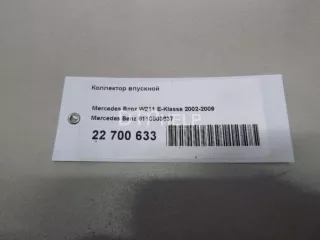 Коллектор впускной
Mercedes Benz W211 E-Klasse 2002-2009
Mercedes Benz
22 700 633